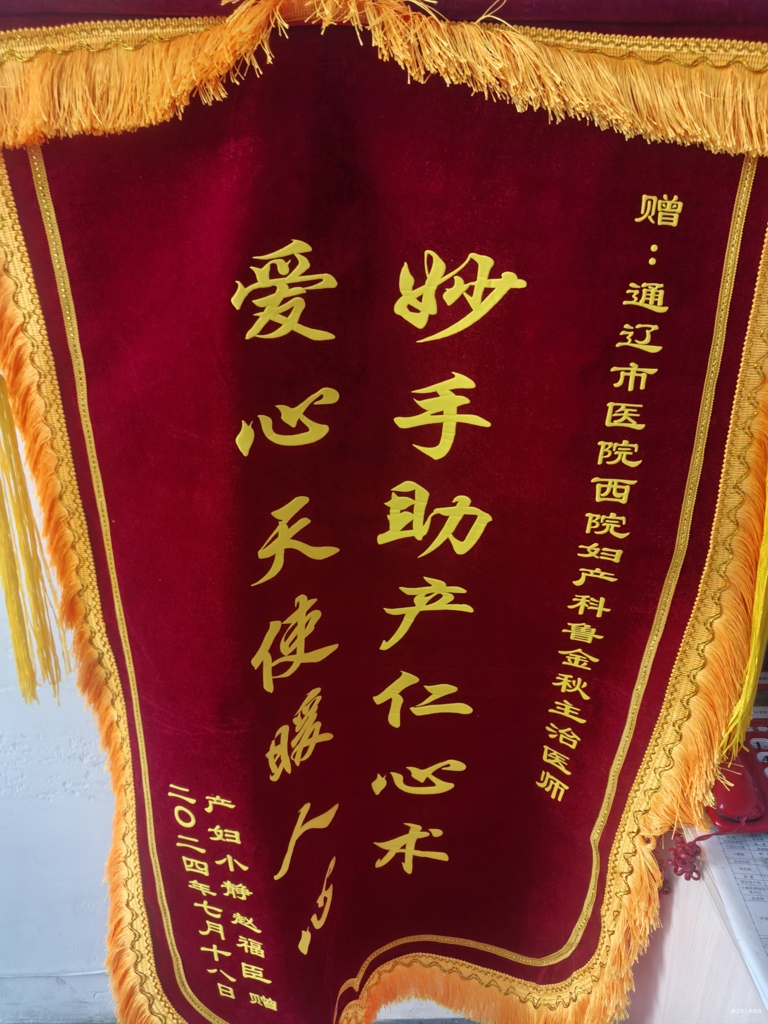 赠：通辽市医院西院妇产科鲁金秋主治医师
妙手助产仁心术
爱心天使暖人心
产妇小静赵福臣 赠
二〇二四年七月十八日